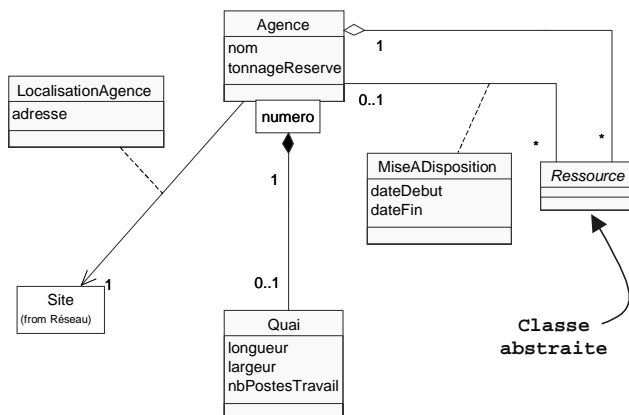 Agence
nom
tonnageReserve
numero
1
0..1
*
*
LocalisationAgence
adresse
MiseADisposition
dateDebut
dateFin
Ressource
1
0..1
1
Site
(from Réseau)
Quai
longueur
largeur
nbPostesTravail
Classe
abstraite